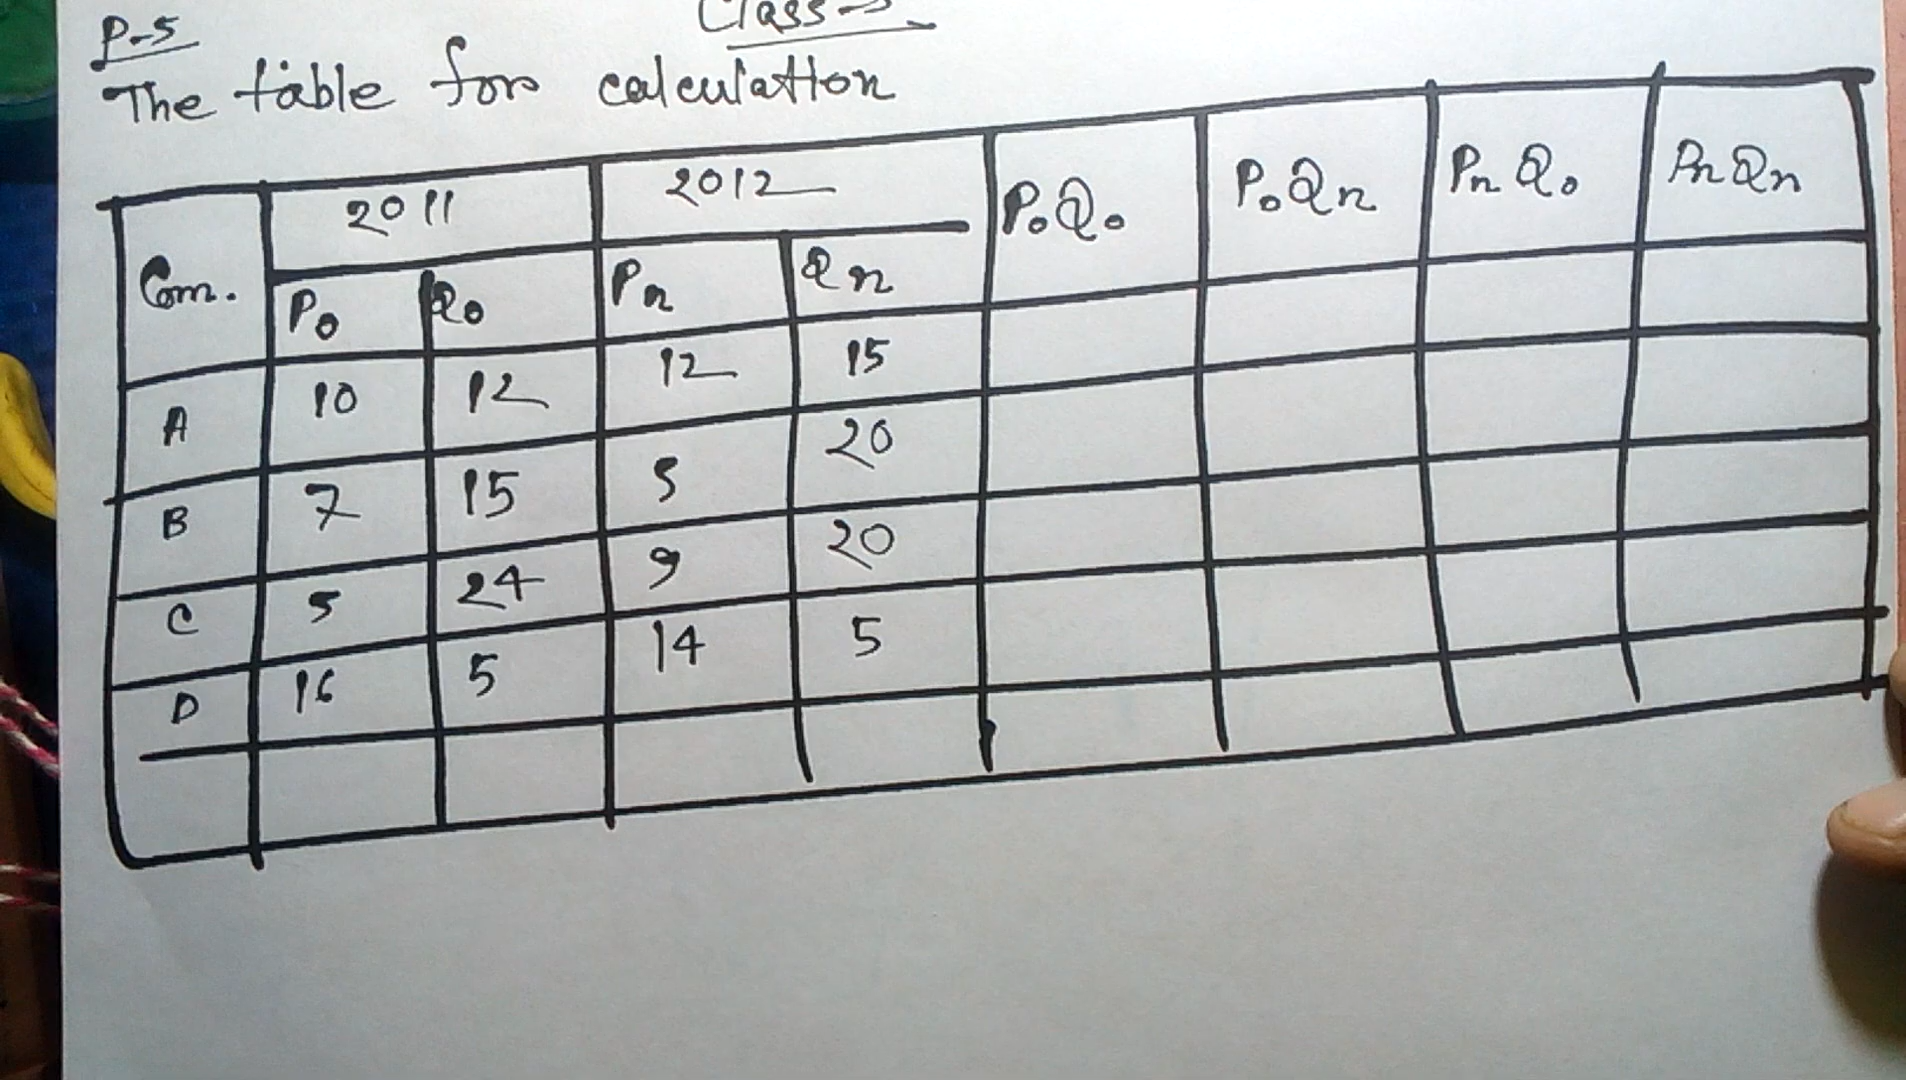 P-5
Class-5
The table for calculation
Com. 2011 2012 P₀Q₀ P₀Qn PnQ₀ PnQn
P₀ Q₀ Pn Qn
A 10 12 12 15
B 7 15 5 20
C 5 24 9 20
D 16 5 14 5